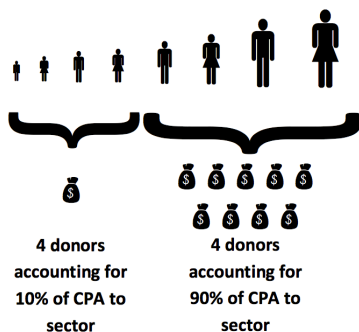 $
$ $ $ $ $
$ $ $ $
4 donors
accounting for
10% of CPA to
sector
4 donors
accounting for
90% of CPA to
sector